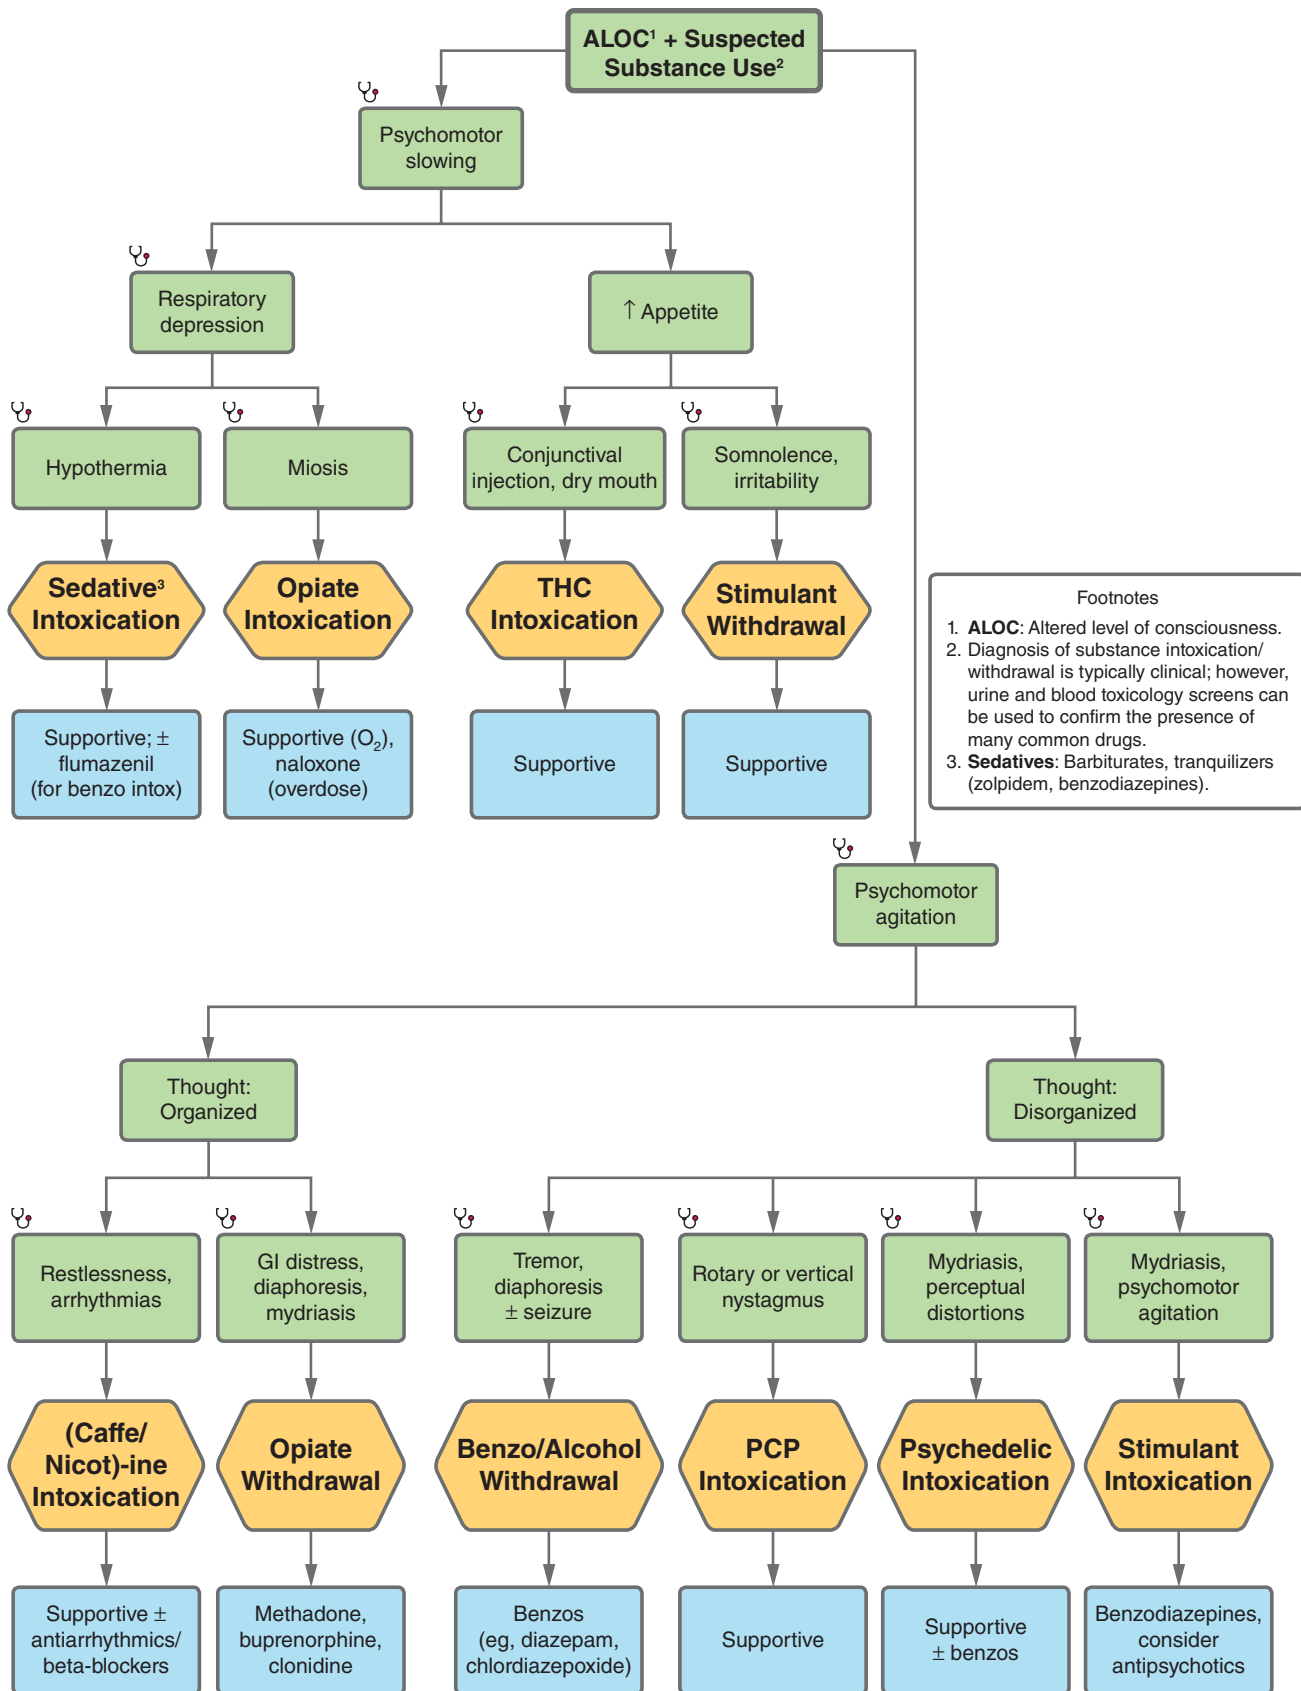 ALOC¹ + Suspected
Substance Use²
Psychomotor
slowing
Respiratory
depression
↑ Appetite
Hypothermia
Miosis
Conjunctival
injection, dry mouth
Somnolence,
irritability
Sedative³
Intoxication
Opiate
Intoxication
THC
Intoxication
Stimulant
Withdrawal
Supportive; ±
flumazenil
(for benzo intox)
Supportive (O₂),
naloxone
(overdose)
Supportive
Supportive
Footnotes
1. ALOC: Altered level of consciousness.
2. Diagnosis of substance intoxication/
withdrawal is typically clinical; however,
urine and blood toxicology screens can
be used to confirm the presence of
many common drugs.
3. Sedatives: Barbiturates, tranquilizers
(zolpidem, benzodiazepines).
Psychomotor
agitation
Thought:
Organized
Thought:
Disorganized
Restlessness,
arrhythmias
GI distress,
diaphoresis,
mydriasis
Tremor,
diaphoresis
± seizure
Rotary or vertical
nystagmus
Mydriasis,
perceptual
distortions
Mydriasis,
psychomotor
agitation
(Caffe/
Nicot)-ine
Intoxication
Opiate
Withdrawal
Benzo/Alcohol
Withdrawal
PCP
Intoxication
Psychedelic
Intoxication
Stimulant
Intoxication
Supportive ±
antiarrhythmics/
beta-blockers
Methadone,
buprenorphine,
clonidine
Benzos
(eg, diazepam,
chlordiazepoxide)
Supportive
Supportive
± benzos
Benzodiazepines,
consider
antipsychotics